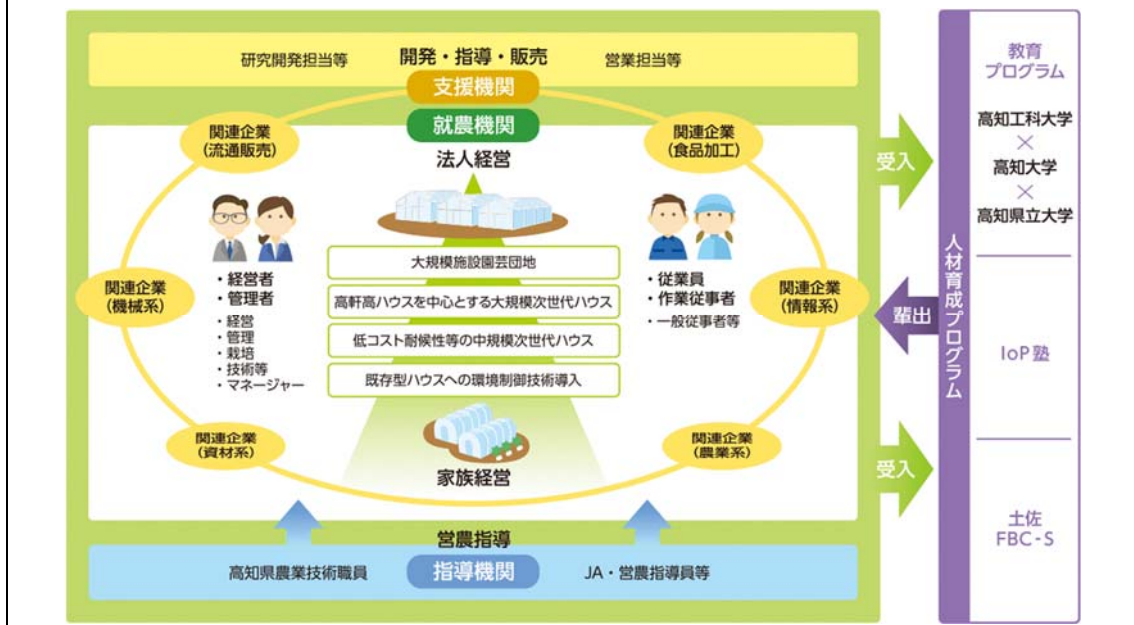 研究開発担当等
開発・指導・販売
営業担当等
支援機関
就農機関
法人経営
関連企業
(流通販売)
関連企業
(食品加工)
関連企業
(機械系)
関連企業
(情報系)
関連企業
(資材系)
関連企業
(農業系)
・経営者
・管理者
・経営
・管理
・栽培
・技術等
・マネージャー
大規模施設園芸団地
高軒高ハウスを中心とする大規模次世代ハウス
低コスト耐候性等の中規模次世代ハウス
既存型ハウスへの環境制御技術導入
・従業員
・作業従事者
・一般従事者等
家族経営
営農指導
高知県農業技術職員
指導機関
JA・営農指導員等
受入
輩出
受入
人材育成プログラム
教育
プログラム
高知工科大学
×
高知大学
×
高知県立大学
IoP塾
土佐
FBC-S